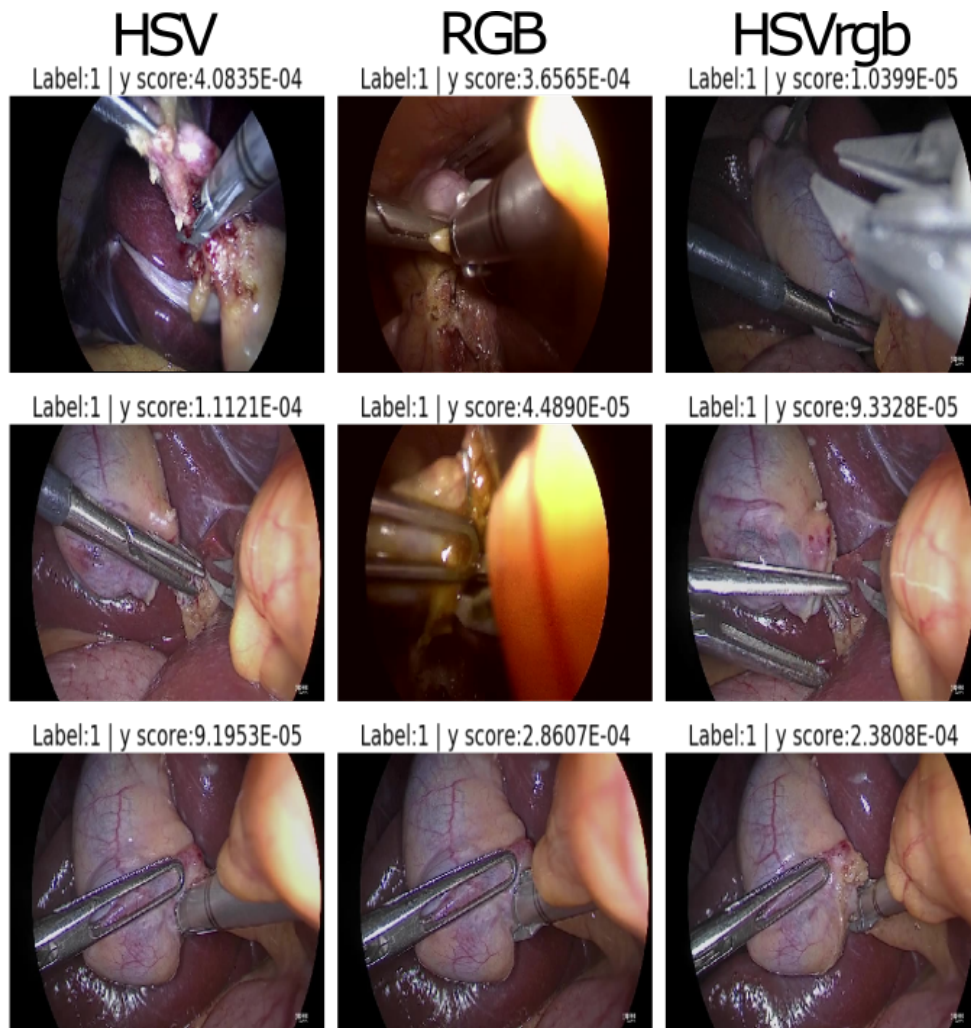 HSV RGB HSVrgb
Label:1 | y score:4.0835E-04 Label:1 | y score:3.6565E-04 Label:1 | y score:1.0399E-05
Label:1 | y score:1.1121E-04 Label:1 | y score:4.4890E-05 Label:1 | y score:9.3328E-05
Label:1 | y score:9.1953E-05 Label:1 | y score:2.8607E-04 Label:1 | y score:2.3808E-04